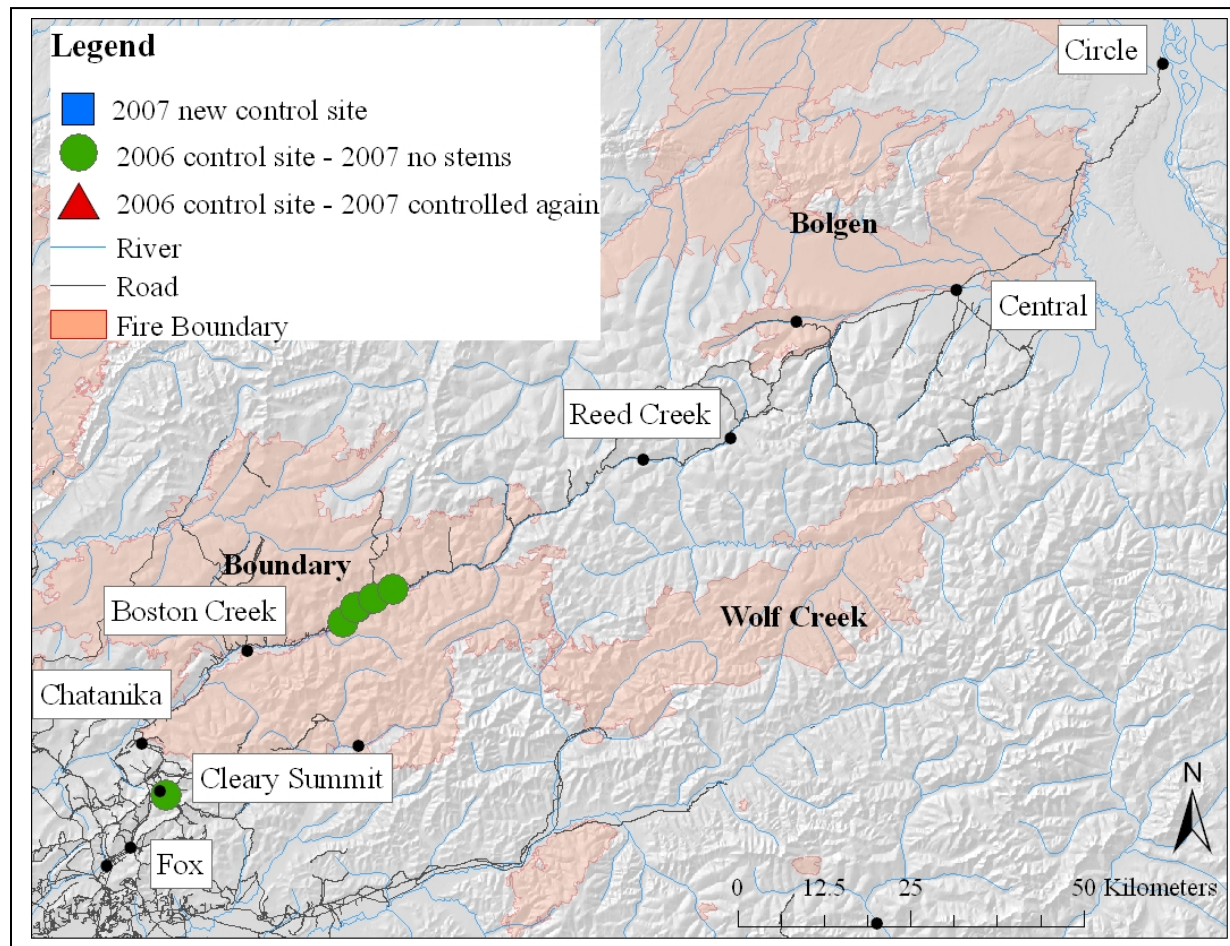 Legend
2007 new control site
2006 control site - 2007 no stems
2006 control site - 2007 controlled again
River
Road
Fire Boundary
Circle
Bolgen
Central
Reed Creek
Boundary
Boston Creek
Wolf Creek
Chatanika
Cleary Summit
Fox
N
0 12.5 25 50 Kilometers